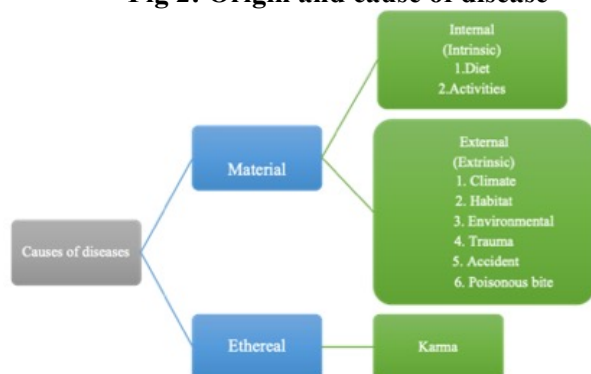 Fig 2: Origin and cause of disease
Internal
(Intrinsic)
1.Diet
2.Activities
Material
External
(Extrinsic)
1. Climate
2. Habitat
3. Environmental
4. Trauma
5. Accident
6. Poisonous bite
Causes of diseases
Ethereal
Karma